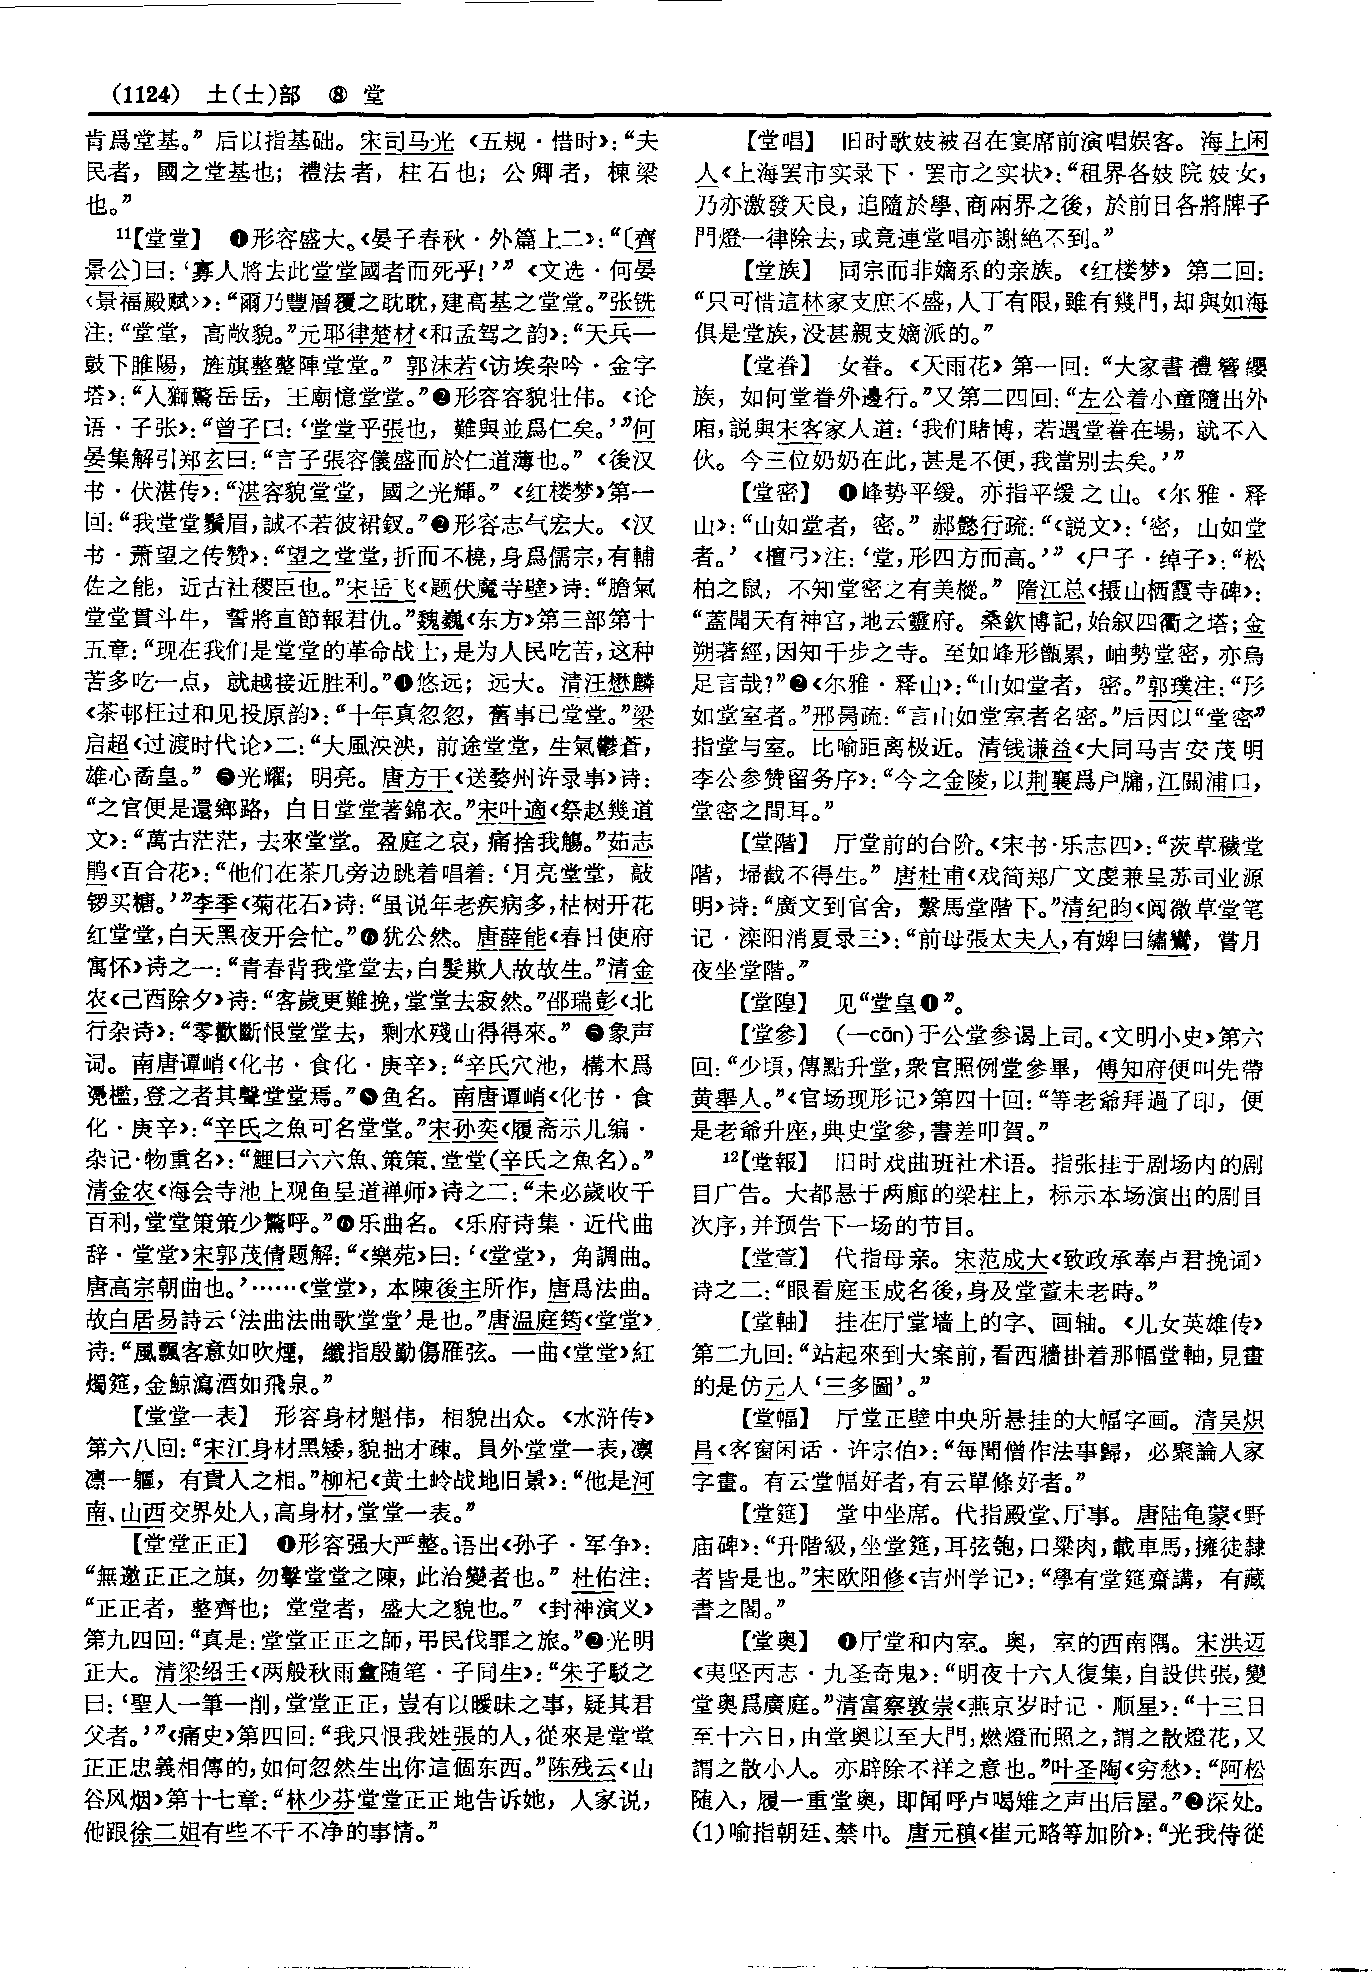 (1124) 土(士)部 ⑧ 堂
肯爲堂基。”后以指基础。宋司马光《五规·惜时》：“夫
民者，國之堂基也；禮法者，柱石也；公卿者，棟梁
也。”
11【堂堂】 ❶形容盛大。《晏子春秋·外篇上二》：“〔齊
景公〕曰：‘寡人將去此堂堂國者而死乎！’”《文选·何晏
〈景福殿赋〉》：“爾乃豐層覆之耽耽，建高基之堂堂。”张铣
注：“堂堂，高敞貌。”元耶律楚材《和孟驾之韵》：“天兵一
鼓下睢陽，旌旗整整陣堂堂。”郭沫若《访埃杂吟·金字
塔》：“人獅驚岳岳，王廟憶堂堂。”❷形容容貌壮伟。《论
语·子张》：“曾子曰：‘堂堂乎張也，難與並爲仁矣。’”何
晏集解引郑玄曰：“言子張容儀盛而於仁道薄也。”《後汉
书·伏湛传》：“湛容貌堂堂，國之光輝。”《红楼梦》第一
回：“我堂堂鬚眉，誠不若彼裙釵。”❷形容志气宏大。《汉
书·萧望之传赞》：“望之堂堂，折而不橈，身爲儒宗，有輔
佐之能，近古社稷臣也。”宋岳飞《题伏魔寺壁》诗：“膽氣
堂堂貫斗牛，誓將直節報君仇。”魏巍《东方》第三部第十
五章：“现在我们是堂堂的革命战士，是为人民吃苦，这种
苦多吃一点，就越接近胜利。”❹悠远；远大。清汪懋麟
《茶邨枉过和见投原韵》：“十年真忽忽，舊事已堂堂。”梁
启超《过渡时代论》二：“大風泱泱，前途堂堂，生氣鬱蒼，
雄心矞皇。”❺光耀；明亮。唐方干《送婺州许录事》诗：
“之官便是還鄉路，白日堂堂著錦衣。”宋叶適《祭赵幾道
文》：“萬古茫茫，去來堂堂。盈庭之哀，痛捨我觴。”茹志
鹃《百合花》：“他们在茶几旁边跳着唱着：‘月亮堂堂，敲
锣买糖。’”李季《菊花石》诗：“虽说年老疾病多，枯树开花
红堂堂，白天黑夜开会忙。”❻犹公然。唐薛能《春日使府
寓怀》诗之一：“青春背我堂堂去，白髮欺人故故生。”清金
农《己酉除夕》诗：“客歲更難挽，堂堂去寂然。”邵瑞彭《北
行杂诗》：“零歡斷恨堂堂去，剩水殘山得得來。”❼象声
词。南唐谭峭《化书·食化·庚辛》：“辛氏穴池，構木爲
凳檻，登之者其聲堂堂焉。”❽鱼名。南唐谭峭《化书·食
化·庚辛》：“辛氏之魚可名堂堂。”宋孙奕《履斋示儿编·
杂记·物重名》：“鯉曰六六魚、策策、堂堂(辛氏之魚名)。”
清金农《海会寺池上观鱼呈道禅师》诗之二：“未必歲收千
百利，堂堂策策少驚呼。”❾乐曲名。《乐府诗集·近代曲
辞·堂堂》宋郭茂倩题解：“《樂苑》曰：‘《堂堂》，角調曲。
唐高宗朝曲也。’……《堂堂》，本陳後主所作，唐爲法曲。
故白居易詩云‘法曲法曲歌堂堂’是也。”唐温庭筠《堂堂》
诗：“風飄客意如吹煙，纖指殷勤傷雁弦。一曲《堂堂》紅
燭筵，金鯨瀉酒如飛泉。”
【堂堂一表】 形容身材魁伟，相貌出众。《水浒传》
第六八回：“宋江身材黑矮，貌拙才疎。員外堂堂一表，凛
凛一軀，有貴人之相。”柳杞《黄土岭战地旧景》：“他是河
南、山西交界处人，高身材，堂堂一表。”
【堂堂正正】 ❶形容强大严整。语出《孙子·军争》：
“無邀正正之旗，勿擊堂堂之陳，此治變者也。”杜佑注：
“正正者，整齊也；堂堂者，盛大之貌也。”《封神演义》
第九四回：“真是：堂堂正正之師，弔民伐罪之旅。”❷光明
正大。清梁绍壬《两般秋雨盦随笔·子同生》：“朱子駁之
曰：‘聖人一筆一削，堂堂正正，豈有以曖昧之事，疑其君
父者。’”《痛史》第四回：“我只恨我姓張的人，從來是堂堂
正正忠義相傳的，如何忽然生出你這個东西。”陈残云《山
谷风烟》第十七章：“林少芬堂堂正正地告诉她，人家说，
他跟徐二姐有些不干不净的事情。”
【堂唱】 旧时歌妓被召在宴席前演唱娱客。海上闲
人《上海罢市实录下·罢市之实状》：“租界各妓院妓女，
乃亦激發天良，追隨於學、商兩界之後，於前日各將牌子
門燈一律除去，或竟連堂唱亦謝絶不到。”
【堂族】 同宗而非嫡系的亲族。《红楼梦》第二回：
“只可惜這林家支庶不盛，人丁有限，雖有幾門，却與如海
俱是堂族，没甚親支嫡派的。”
【堂眷】 女眷。《天雨花》第一回：“大家書禮簪纓
族，如何堂眷外邊行。”又第二四回：“左公着小童隨出外
廂，説與宋客家人道：‘我们賭博，若遇堂眷在場，就不入
伙。今三位奶奶在此，甚是不便，我當别去矣。’”
【堂密】 ❶峰势平缓。亦指平缓之山。《尔雅·释
山》：“山如堂者，密。”郝懿行疏：“《説文》：‘密，山如堂
者。’《檀弓》注：‘堂，形四方而高。’”《尸子·绰子》：“松
柏之鼠，不知堂密之有美樅。”隋江总《摄山栖霞寺碑》：
“蓋聞天有神宫，地云靈府。桑欽博記，始叙四衢之塔；金
朔著經，因知千步之寺。至如峰形甑累，岫勢堂密，亦烏
足言哉？”❷《尔雅·释山》：“山如堂者，密。”郭璞注：“形
如堂室者。”邢昺疏：“言山如堂室者名密。”后因以“堂密”
指堂与室。比喻距离极近。清钱谦益《大同马吉安茂明
李公参赞留务序》：“今之金陵，以荆襄爲户牖，江關浦口，
堂密之間耳。”
【堂階】 厅堂前的台阶。《宋书·乐志四》：“茨草穢堂
階，埽截不得生。”唐杜甫《戏简郑广文虔兼呈苏司业源
明》诗：“廣文到官舍，繫馬堂階下。”清纪昀《阅微草堂笔
记·滦阳消夏录三》：“前母張太夫人，有婢曰繡鸞，嘗月
夜坐堂階。”
【堂隍】 见“堂皇❶”。
【堂參】 (一cān)于公堂参谒上司。《文明小史》第六
回：“少頃，傳點升堂，衆官照例堂參畢，傅知府便叫先帶
黄舉人。”《官场现形记》第四十回：“等老爺拜過了印，便
是老爺升座，典史堂參，書差叩賀。”
12【堂報】 旧时戏曲班社术语。指张挂于剧场内的剧
目广告。大都悬于两廊的梁柱上，标示本场演出的剧目
次序，并预告下一场的节目。
【堂萱】 代指母亲。宋范成大《致政承奉卢君挽词》
诗之二：“眼看庭玉成名後，身及堂萱未老時。”
【堂軸】 挂在厅堂墙上的字、画轴。《儿女英雄传》
第二九回：“站起來到大案前，看西牆掛着那幅堂軸，見畫
的是仿元人‘三多圖’。”
【堂幅】 厅堂正壁中央所悬挂的大幅字画。清吴炽
昌《客窗闲话·许宗伯》：“每聞僧作法事歸，必聚論人家
字畫。有云堂幅好者，有云單條好者。”
【堂筵】 堂中坐席。代指殿堂、厅事。唐陆龟蒙《野
庙碑》：“升階級，坐堂筵，耳弦匏，口粱肉，載車馬，擁徒隸
者皆是也。”宋欧阳修《吉州学记》：“學有堂筵齋講，有藏
書之閣。”
【堂奥】 ❶厅堂和内室。奥，室的西南隅。宋洪迈
《夷坚丙志·九圣奇鬼》：“明夜十六人復集，自設供張，變
堂奥爲廣庭。”清富察敦崇《燕京岁时记·顺星》：“十三日
至十六日，由堂奥以至大門，燃燈而照之，謂之散燈花，又
謂之散小人。亦辟除不祥之意也。”叶圣陶《穷愁》：“阿松
随入，履一重堂奥，即闻呼卢喝雉之声出后屋。”❷深处。
(1)喻指朝廷、禁中。唐元稹《崔元略等加阶》：“光我侍從